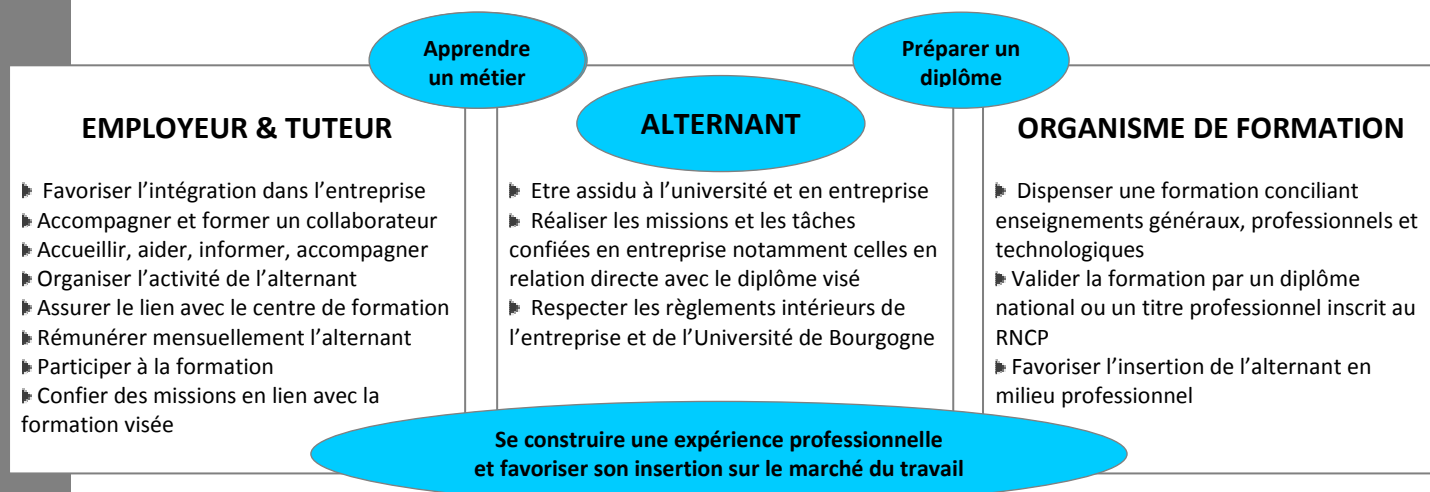 Apprendre
un métier
Préparer un
diplôme
EMPLOYEUR & TUTEUR
Favoriser l’intégration dans l’entreprise
Accompagner et former un collaborateur
Accueillir, aider, informer, accompagner
Organiser l’activité de l’alternant
Assurer le lien avec le centre de formation
Rémunérer mensuellement l’alternant
Participer à la formation
Confier des missions en lien avec la
formation visée
ALTERNANT
Etre assidu à l’université et en entreprise
Réaliser les missions et les tâches
confiées en entreprise notamment celles en
relation directe avec le diplôme visé
Respecter les règlements intérieurs de
l’entreprise et de l’Université de Bourgogne
ORGANISME DE FORMATION
Dispenser une formation conciliant
enseignements généraux, professionnels et
technologiques
Valider la formation par un diplôme
national ou un titre professionnel inscrit au
RNCP
Favoriser l’insertion de l’alternant en
milieu professionnel
Se construire une expérience professionnelle
et favoriser son insertion sur le marché du travail